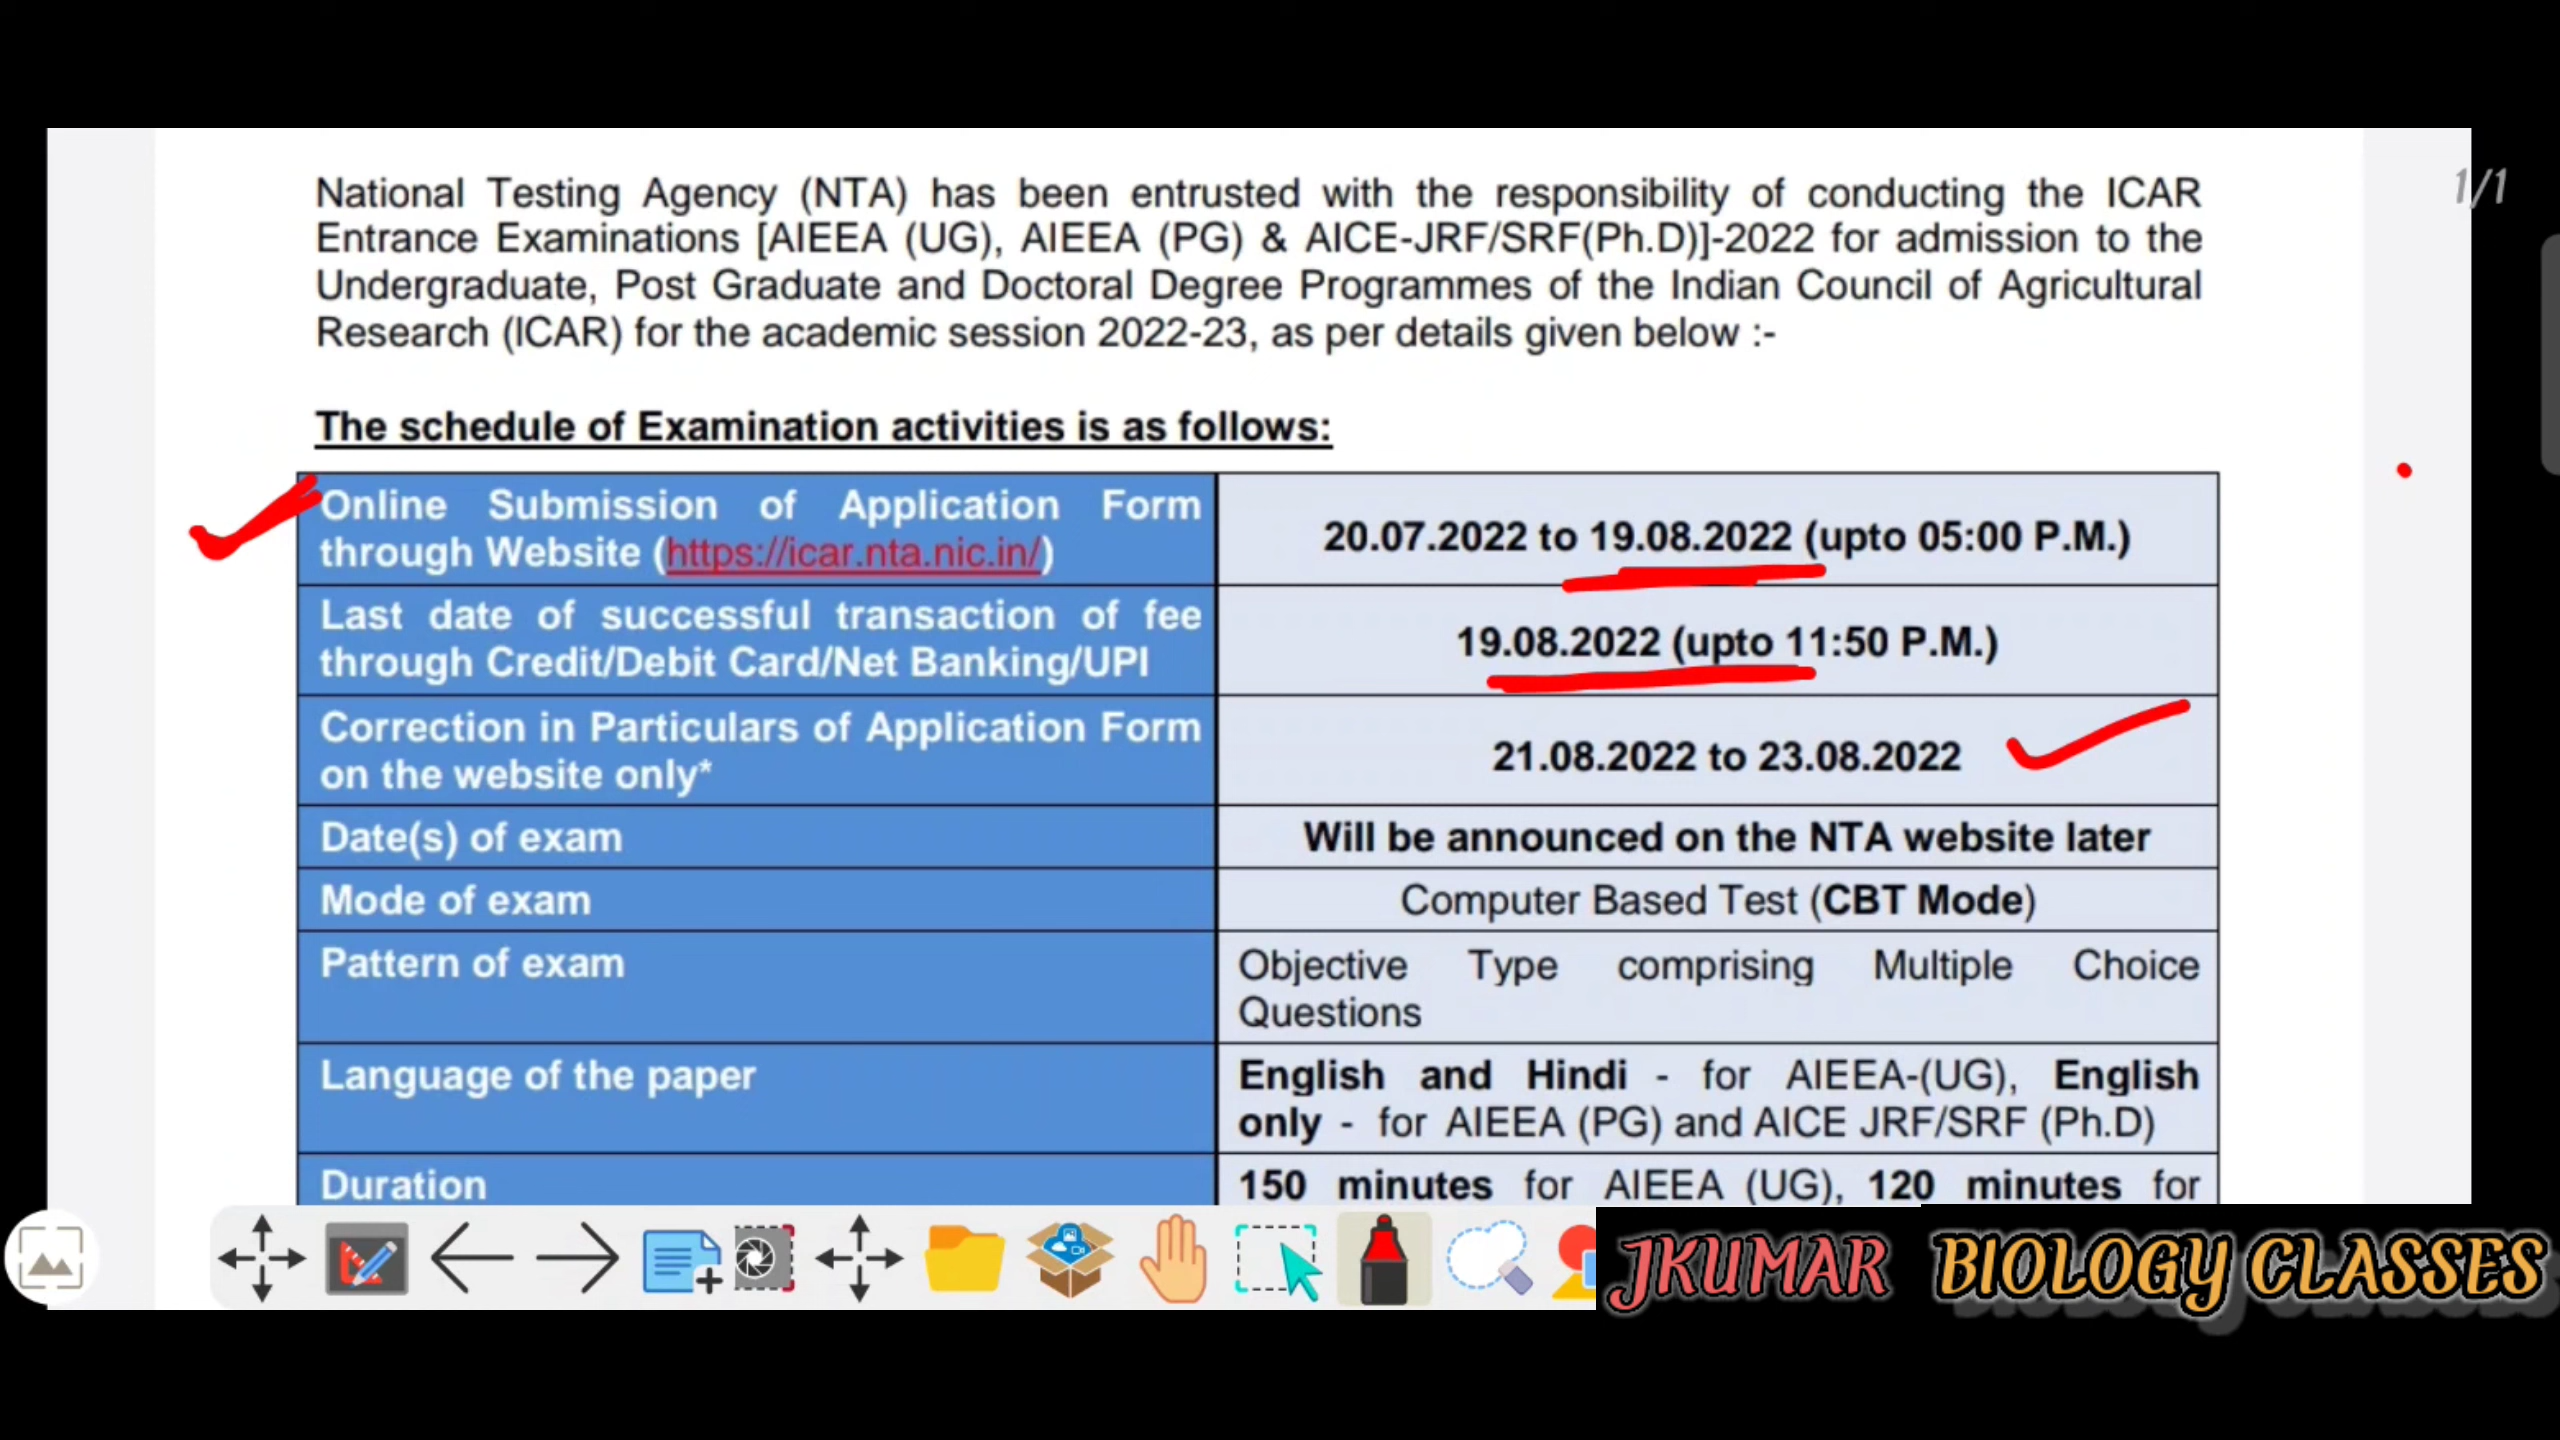 National Testing Agency (NTA) has been entrusted with the responsibility of conducting the ICAR
1/1
Entrance Examinations [AIEEA (UG), AIEEA (PG) & AICE-JRF/SRF(Ph.D)]-2022 for admission to the
Undergraduate, Post Graduate and Doctoral Degree Programmes of the Indian Council of Agricultural
Research (ICAR) for the academic session 2022-23, as per details given below :-
The schedule of Examination activities is as follows:
Online Submission of Application Form
through Website (https://icar.nta.nic.in/)
20.07.2022 to 19.08.2022 (upto 05:00 P.M.)
Last date of successful transaction of fee
through Credit/Debit Card/Net Banking/UPI
19.08.2022 (upto 11:50 P.M.)
Correction in Particulars of Application Form
on the website only*
21.08.2022 to 23.08.2022
Date(s) of exam
Will be announced on the NTA website later
Mode of exam
Computer Based Test (CBT Mode)
Pattern of exam
Objective Type comprising Multiple Choice
Questions
Language of the paper
English and Hindi - for AIEEA-(UG), English
only - for AIEEA (PG) and AICE JRF/SRF (Ph.D)
Duration
150 minutes for AIEEA (UG), 120 minutes for
JKUMAR BIOLOGY CLASSES